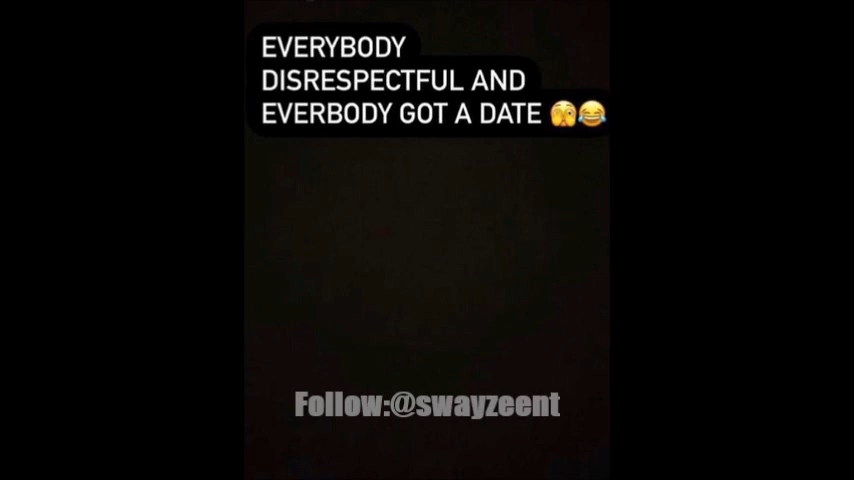 EVERYBODY
DISRESPECTFUL AND
EVERBODY GOT A DATE 🫣😂
Follow:@swayzeent